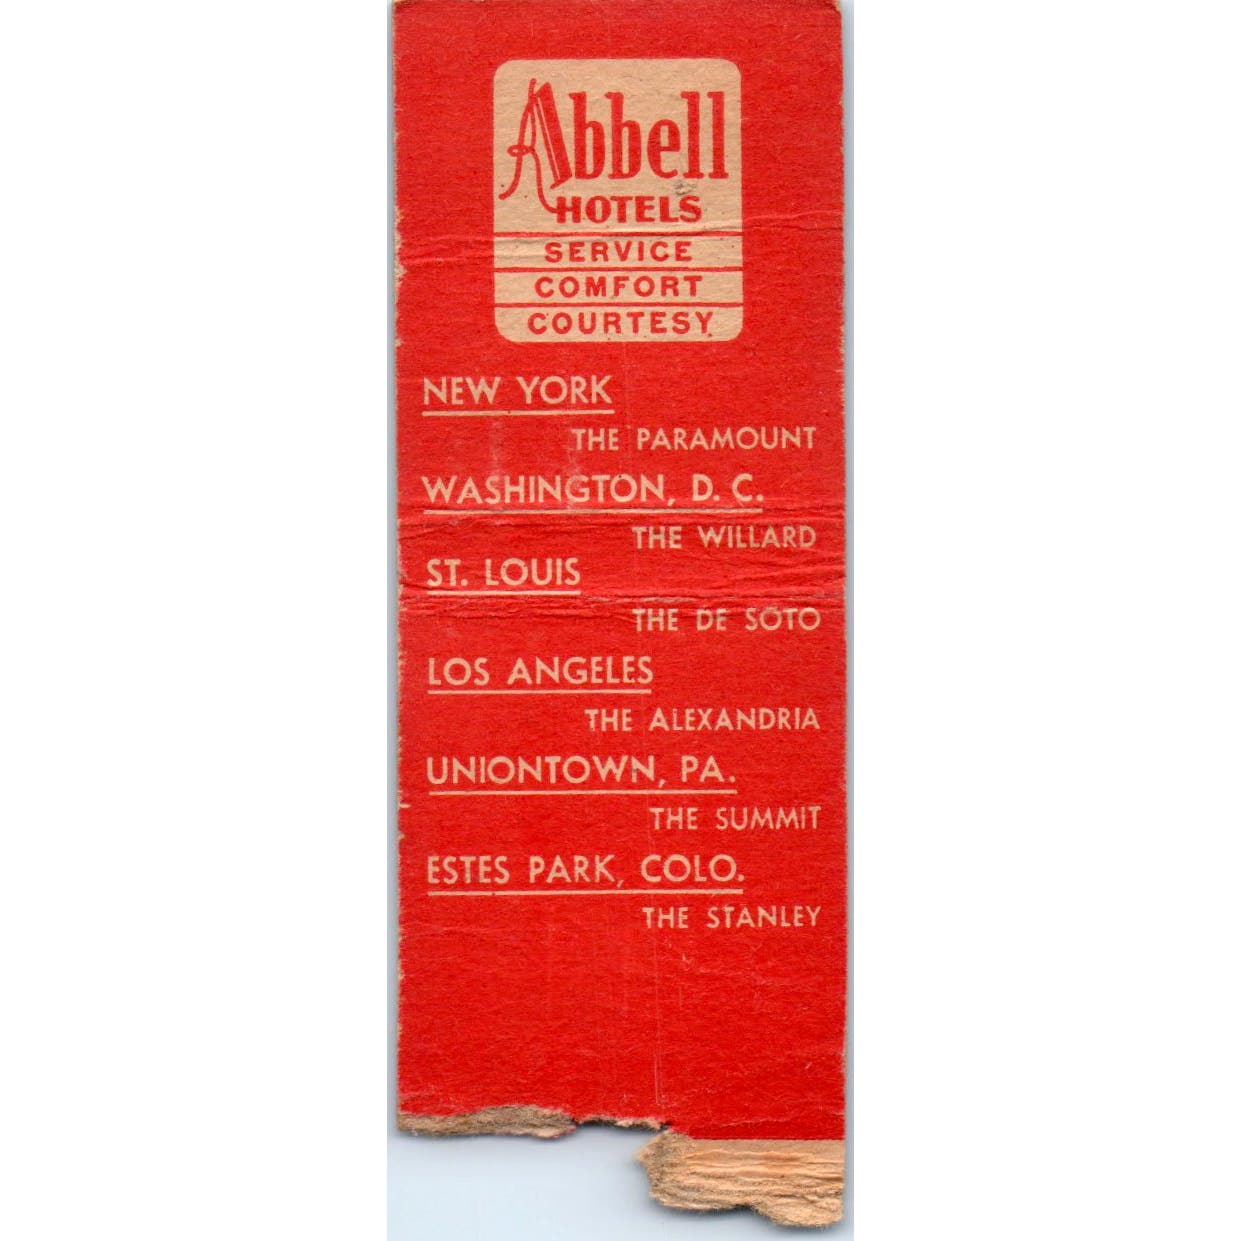 Abbell
HOTELS
SERVICE
COMFORT
COURTESY
NEW YORK
THE PARAMOUNT
WASHINGTON, D. C.
THE WILLARD
ST. LOUIS
THE DE SOTO
LOS ANGELES
THE ALEXANDRIA
UNIONTOWN, PA.
THE SUMMIT
ESTES PARK, COLO.
THE STANLEY